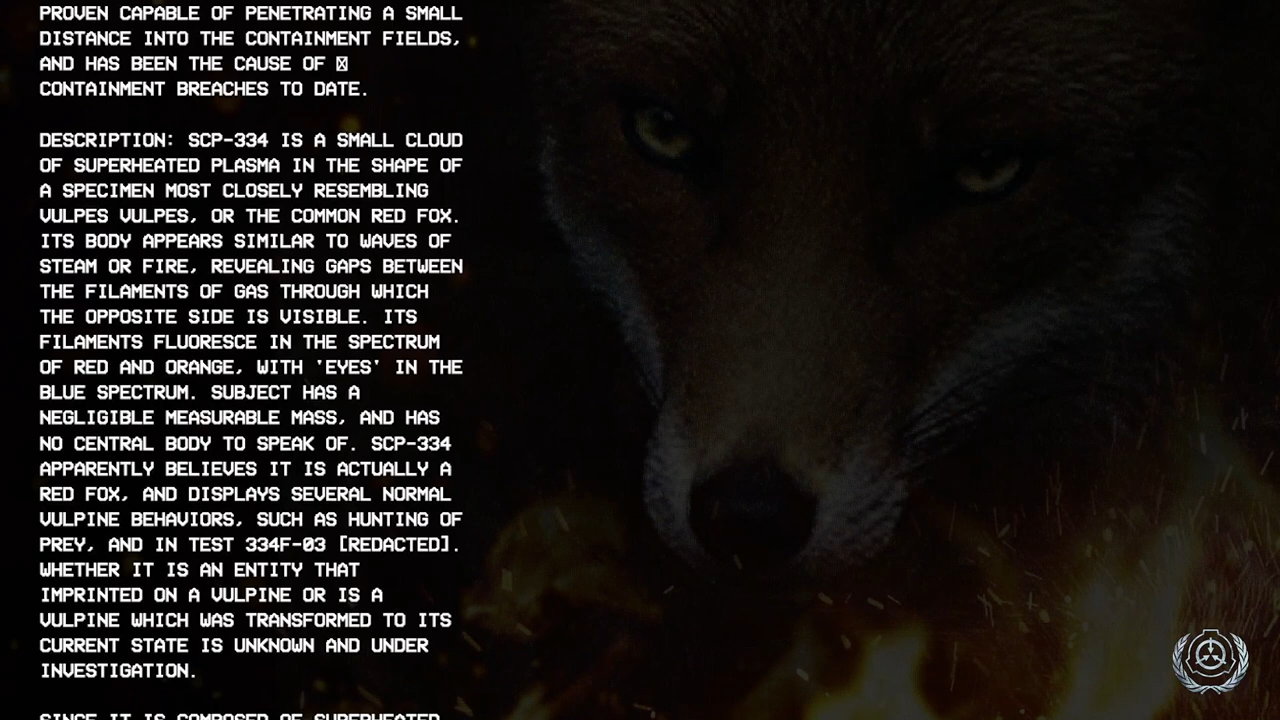 PROVEN CAPABLE OF PENETRATING A SMALL
DISTANCE INTO THE CONTAINMENT FIELDS,
AND HAS BEEN THE CAUSE OF
CONTAINMENT BREACHES TO DATE.
DESCRIPTION: SCP-334 IS A SMALL CLOUD
OF SUPERHEATED PLASMA IN THE SHAPE OF
A SPECIMEN MOST CLOSELY RESEMBLING
VULPES VULPES, OR THE COMMON RED FOX.
ITS BODY APPEARS SIMILAR TO WAVES OF
STEAM OR FIRE, REVEALING GAPS BETWEEN
THE FILAMENTS OF GAS THROUGH WHICH
THE OPPOSITE SIDE IS VISIBLE. ITS
FILAMENTS FLUORESCE IN THE SPECTRUM
OF RED AND ORANGE, WITH 'EYES' IN THE
BLUE SPECTRUM. SUBJECT HAS A
NEGLIGIBLE MEASURABLE MASS, AND HAS
NO CENTRAL BODY TO SPEAK OF. SCP-334
APPARENTLY BELIEVES IT IS ACTUALLY A
RED FOX, AND DISPLAYS SEVERAL NORMAL
VULPINE BEHAVIORS, SUCH AS HUNTING OF
PREY, AND IN TEST 334F-03 [REDACTED].
WHETHER IT IS AN ENTITY THAT
IMPRINTED ON A VULPINE OR IS A
VULPINE WHICH WAS TRANSFORMED TO ITS
CURRENT STATE IS UNKNOWN AND UNDER
INVESTIGATION.
SINCE IT IS COMPOSED OF SUPERHEATED